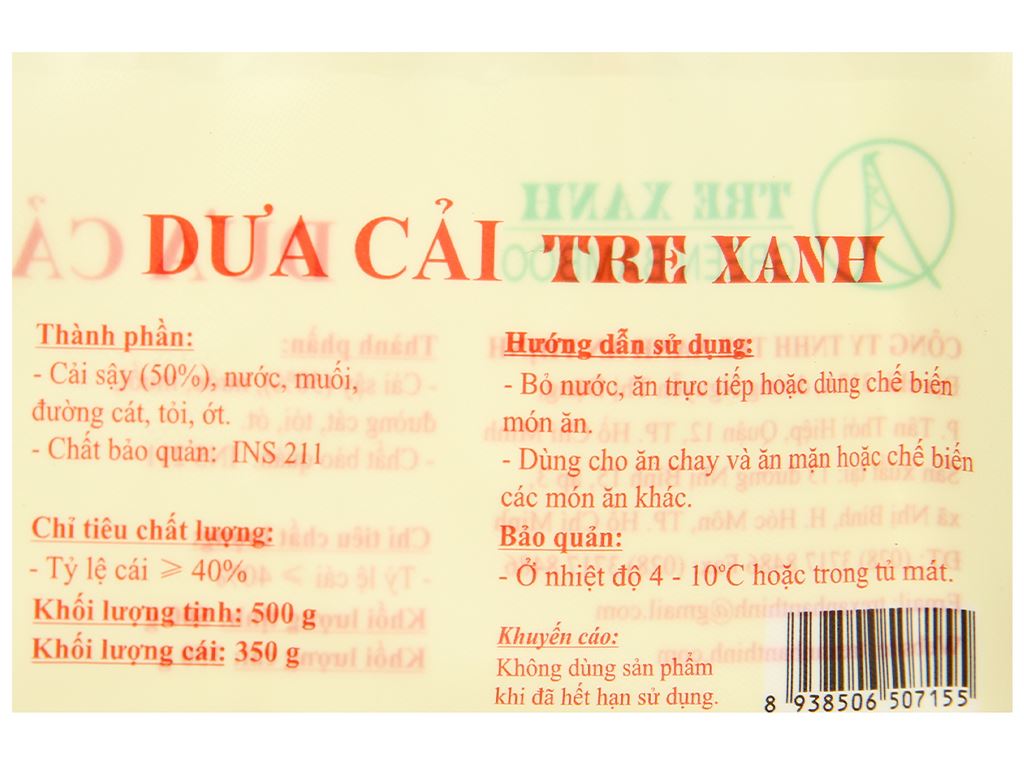 DƯA CẢI TRE XANH
Thành phần:
- Cải sậy (50%), nước, muối,
đường cát, tỏi, ớt.
- Chất bảo quản: INS 211
Chỉ tiêu chất lượng:
- Tỷ lệ cái ⩾ 40%
Khối lượng tịnh: 500 g
Khối lượng cái: 350 g
Hướng dẫn sử dụng:
- Bỏ nước, ăn trực tiếp hoặc dùng chế biến
món ăn.
- Dùng cho ăn chay và ăn mặn hoặc chế biến
các món ăn khác.
Bảo quản:
- Ở nhiệt độ 4 - 10ºC hoặc trong tủ mát.
Khuyến cáo:
Không dùng sản phẩm
khi đã hết hạn sử dụng.
8 938506 507155